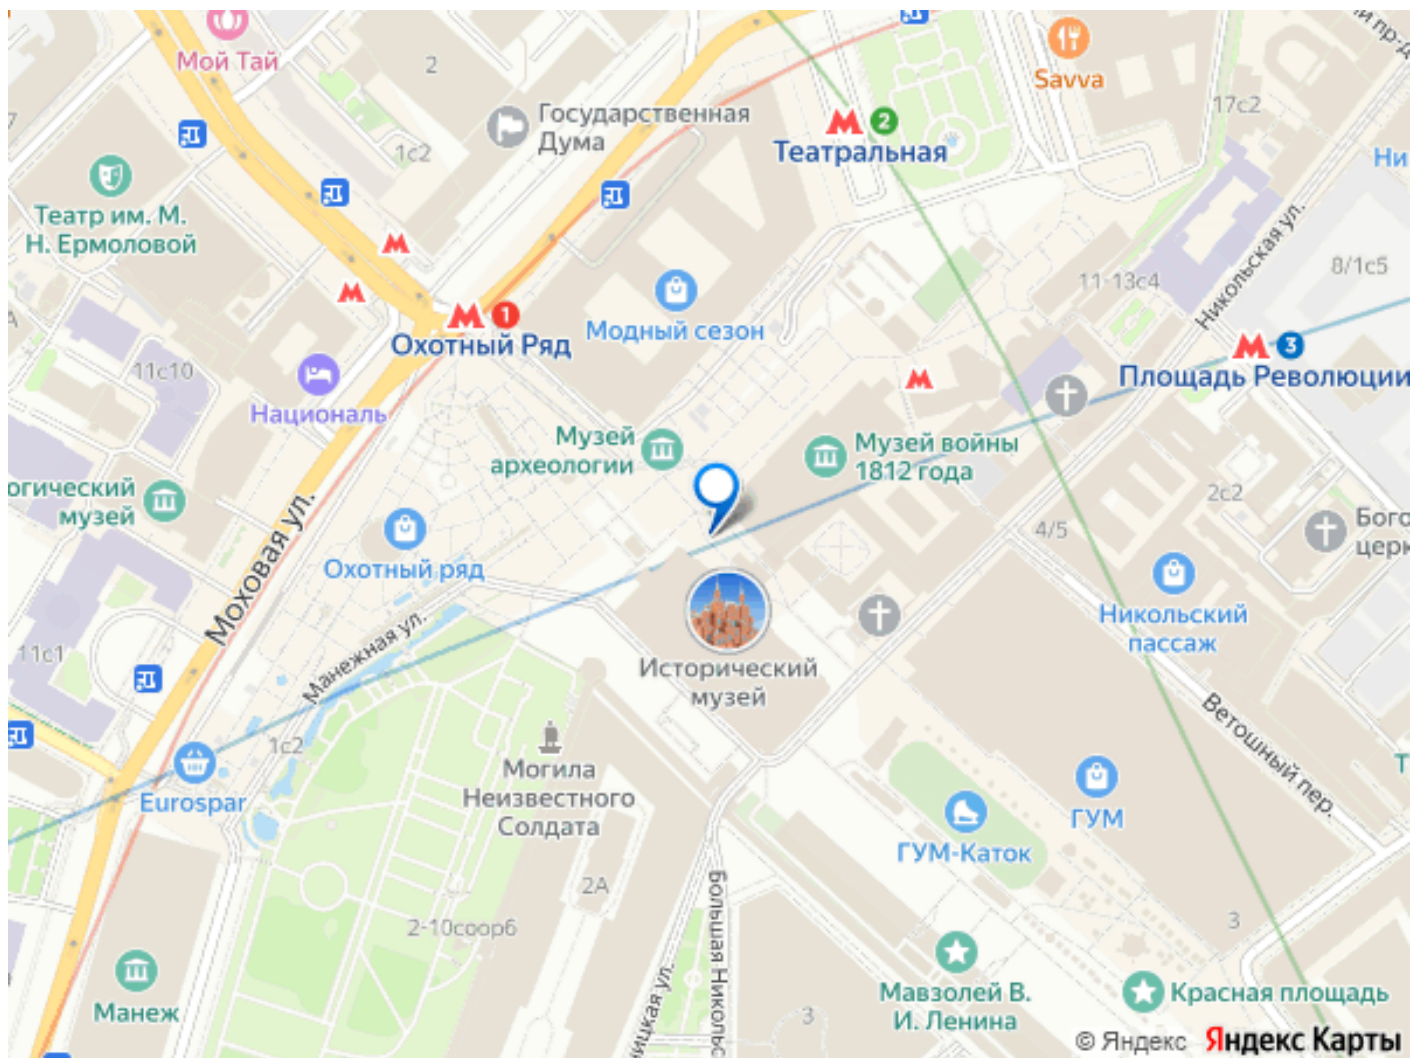 Мой Тай
2
Государственная
Дума
1с2
Театральная
2
Savva
17с2
Театр им. М.
Н. Ермоловой
Охотный Ряд
1
Модный сезон
11-13с4
Никольская ул.
8/1с5
Площадь Революции
3
11с10
Националь
Музей
археологии
Музей войны
1812 года
музей
Моховая ул.
Охотный ряд
2с2
4/5
Никольский
пассаж
Манежная ул.
11с1
Исторический
музей
Ветошный пер.
1с2
Eurospar
Могила
Неизвестного
Солдата
ГУМ
ГУМ-Каток
2А
2-10соор6
3
Манеж
Мавзолей В.
И. Ленина
Красная площадь
3
© Яндекс Яндекс Карты